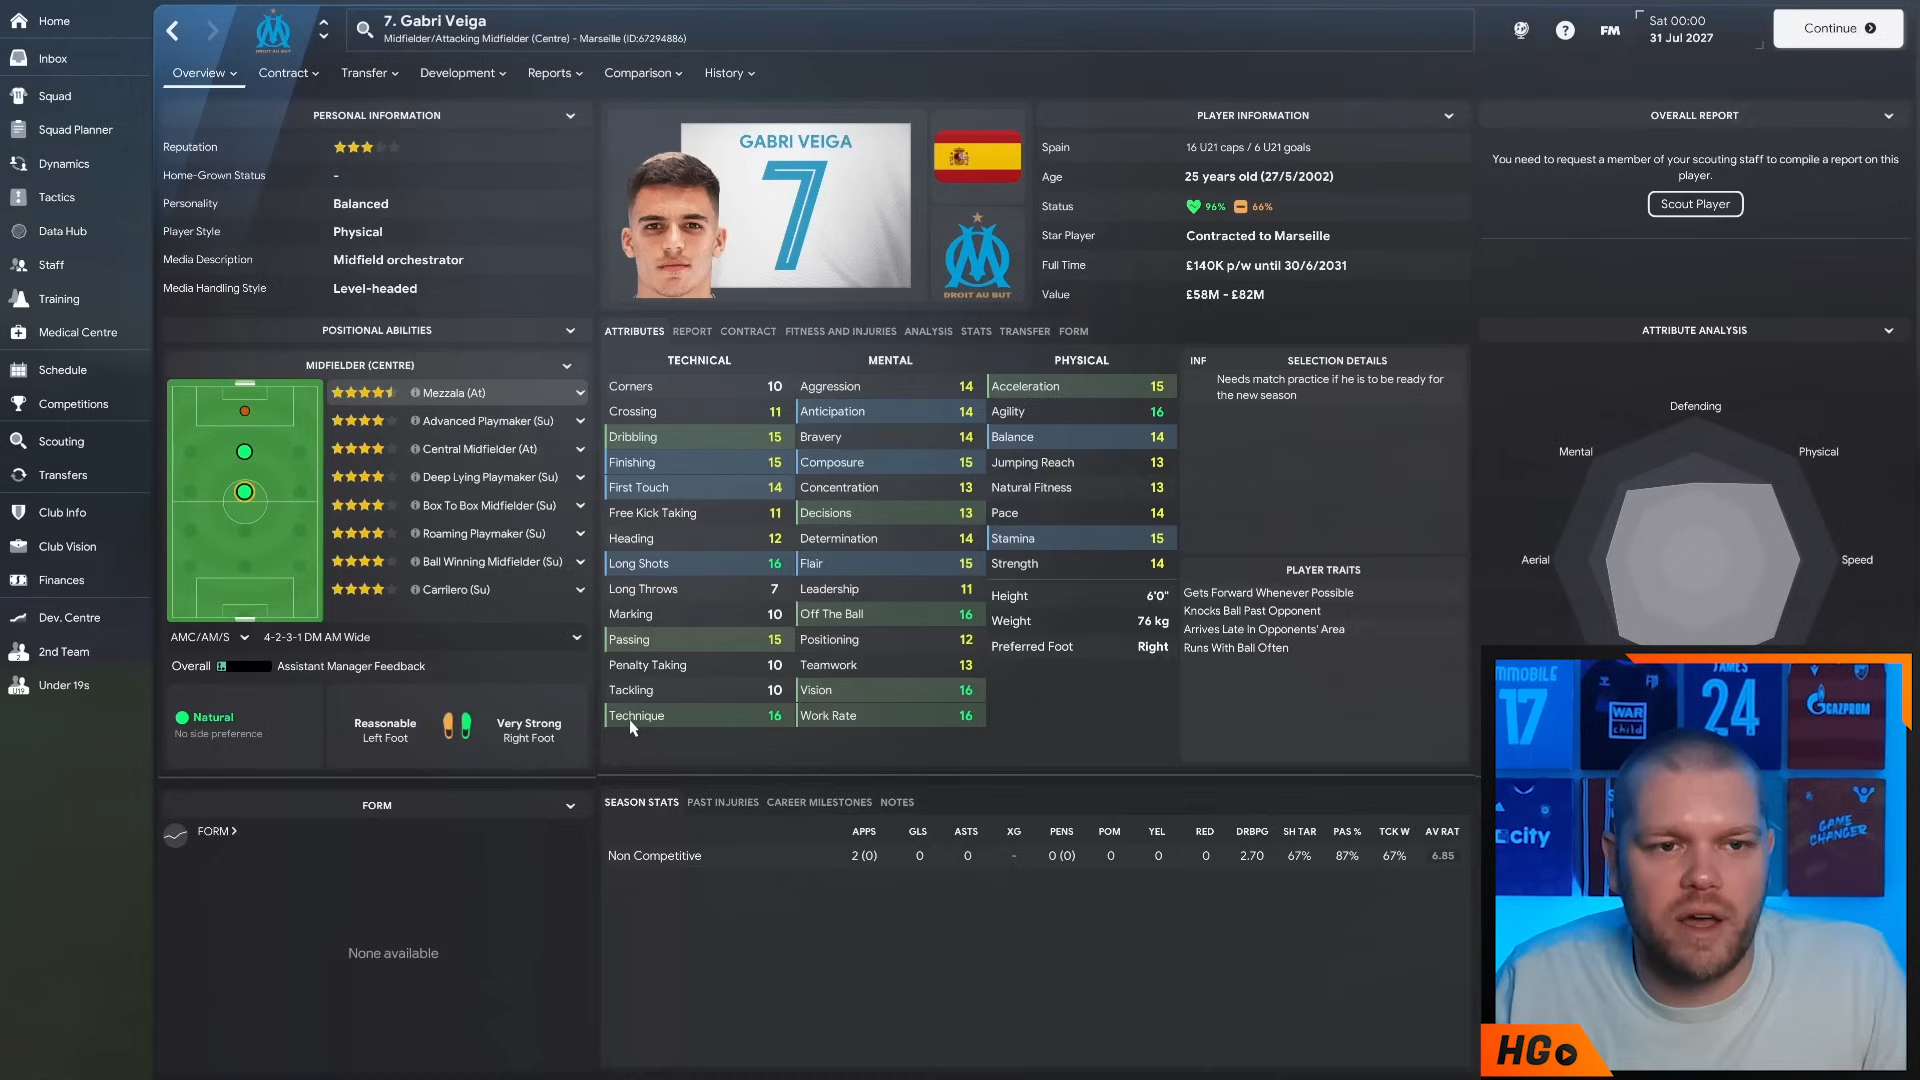 Home
Inbox
Squad
Squad Planner
Dynamics
Tactics
Data Hub
Staff
Training
Medical Centre
Schedule
Competitions
Scouting
Transfers
Club Info
Club Vision
Finances
Dev. Centre
2nd Team
Under 19s
7. Gabri Veiga
Midfielder/Attacking Midfielder (Centre) - Marseille (ID:67294886)
FM
Sat 00:00
31 Jul 2027
Continue
Overview
Contract
Transfer
Development
Reports
Comparison
History
PERSONAL INFORMATION
Reputation
Home-Grown Status -
Personality Balanced
Player Style Physical
Media Description Midfield orchestrator
Media Handling Style Level-headed
GABRI VEIGA
7
DROIT AU BUT
PLAYER INFORMATION
Spain 16 U21 caps / 6 U21 goals
Age 25 years old (27/5/2002)
Status 96% 66%
Star Player Contracted to Marseille
Full Time £140K p/w until 30/6/2031
Value £58M - £82M
OVERALL REPORT
You need to request a member of your scouting staff to compile a report on this
player.
Scout Player
POSITIONAL ABILITIES
MIDFIELDER (CENTRE)
Mezzala (At)
Advanced Playmaker (Su)
Central Midfielder (At)
Deep Lying Playmaker (Su)
Box To Box Midfielder (Su)
Roaming Playmaker (Su)
Ball Winning Midfielder (Su)
Carrilero (Su)
AMC/AM/S 4-2-3-1 DM AM Wide
Overall Assistant Manager Feedback
Natural
No side preference
Reasonable
Left Foot
Very Strong
Right Foot
ATTRIBUTES REPORT CONTRACT FITNESS AND INJURIES ANALYSIS STATS TRANSFER FORM
TECHNICAL
Corners 10
Crossing 11
Dribbling 15
Finishing 15
First Touch 14
Free Kick Taking 11
Heading 12
Long Shots 16
Long Throws 7
Marking 10
Passing 15
Penalty Taking 10
Tackling 10
Technique 16
MENTAL
Aggression 14
Anticipation 14
Bravery 14
Composure 15
Concentration 13
Decisions 13
Determination 14
Flair 15
Leadership 11
Off The Ball 16
Positioning 12
Teamwork 13
Vision 16
Work Rate 16
PHYSICAL
Acceleration 15
Agility 16
Balance 14
Jumping Reach 13
Natural Fitness 13
Pace 14
Stamina 15
Strength 14
Height 6'0"
Weight 76 kg
Preferred Foot Right
INF SELECTION DETAILS
Needs match practice if he is to be ready for
the new season
PLAYER TRAITS
Gets Forward Whenever Possible
Knocks Ball Past Opponent
Arrives Late In Opponents' Area
Runs With Ball Often
ATTRIBUTE ANALYSIS
Defending
Mental
Physical
Aerial
Speed
FORM
FORM
None available
SEASON STATS PAST INJURIES CAREER MILESTONES NOTES
APPS GLS ASTS XG PENS POM YEL RED DRBPG SH TAR PAS % TCK W AV RAT
Non Competitive 2 (0) 0 0 - 0 (0) 0 0 0 2.70 67% 87% 67% 6.85
MMOBILE
17
WAR
child
JAMES
24
GAZPROM
city
GAME
CHANGER
HG